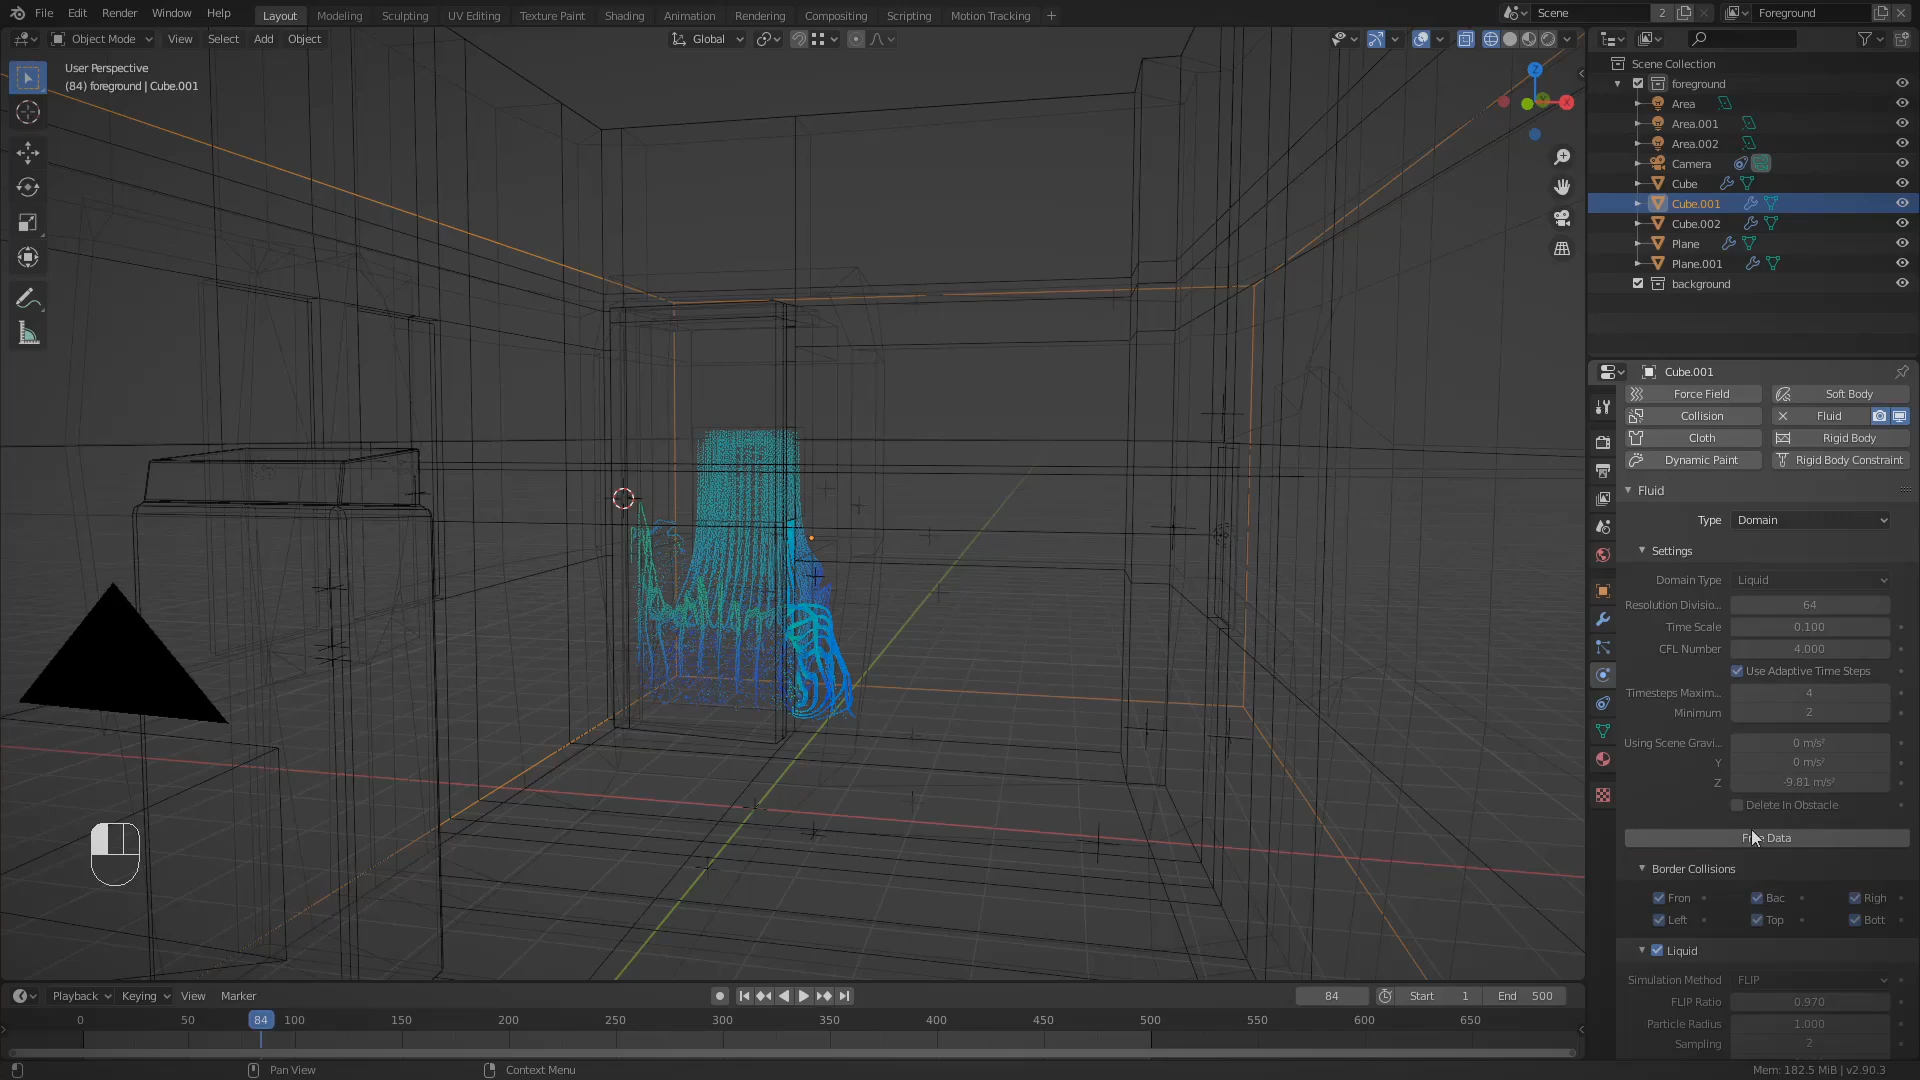 File Edit Render Window Help
Layout Modeling Sculpting UV Editing Texture Paint Shading Animation Rendering Compositing Scripting Motion Tracking +
Scene 2
Foreground
Object Mode View Select Add Object
Global
User Perspective
(84) foreground | Cube.001
Z
X
Scene Collection
foreground
Area
Area.001
Area.002
Camera
Cube
Cube.001
Cube.002
Plane
Plane.001
background
Cube.001
Force Field Soft Body
Collision Fluid
Cloth Rigid Body
Dynamic Paint Rigid Body Constraint
Fluid
Type Domain
Settings
Domain Type Liquid
Resolution Divisio... 64
Time Scale 0.100
CFL Number 4.000
Use Adaptive Time Steps
Timesteps Maxim... 4
Minimum 2
Using Scene Gravi... 0 m/s²
Y 0 m/s²
Z -9.81 m/s²
Delete In Obstacle
Data
Border Collisions
Fron Bac Righ
Left Top Bott
Liquid
Simulation Method FLIP
FLIP Ratio 0.970
Particle Radius 1.000
Sampling 2
Playback Keying View Marker
84 Start 1 End 500
0 50 84 100 150 200 250 300 350 400 450 500 550 600 650
Pan View Context Menu
Mem: 182.5 MiB | v2.90.3